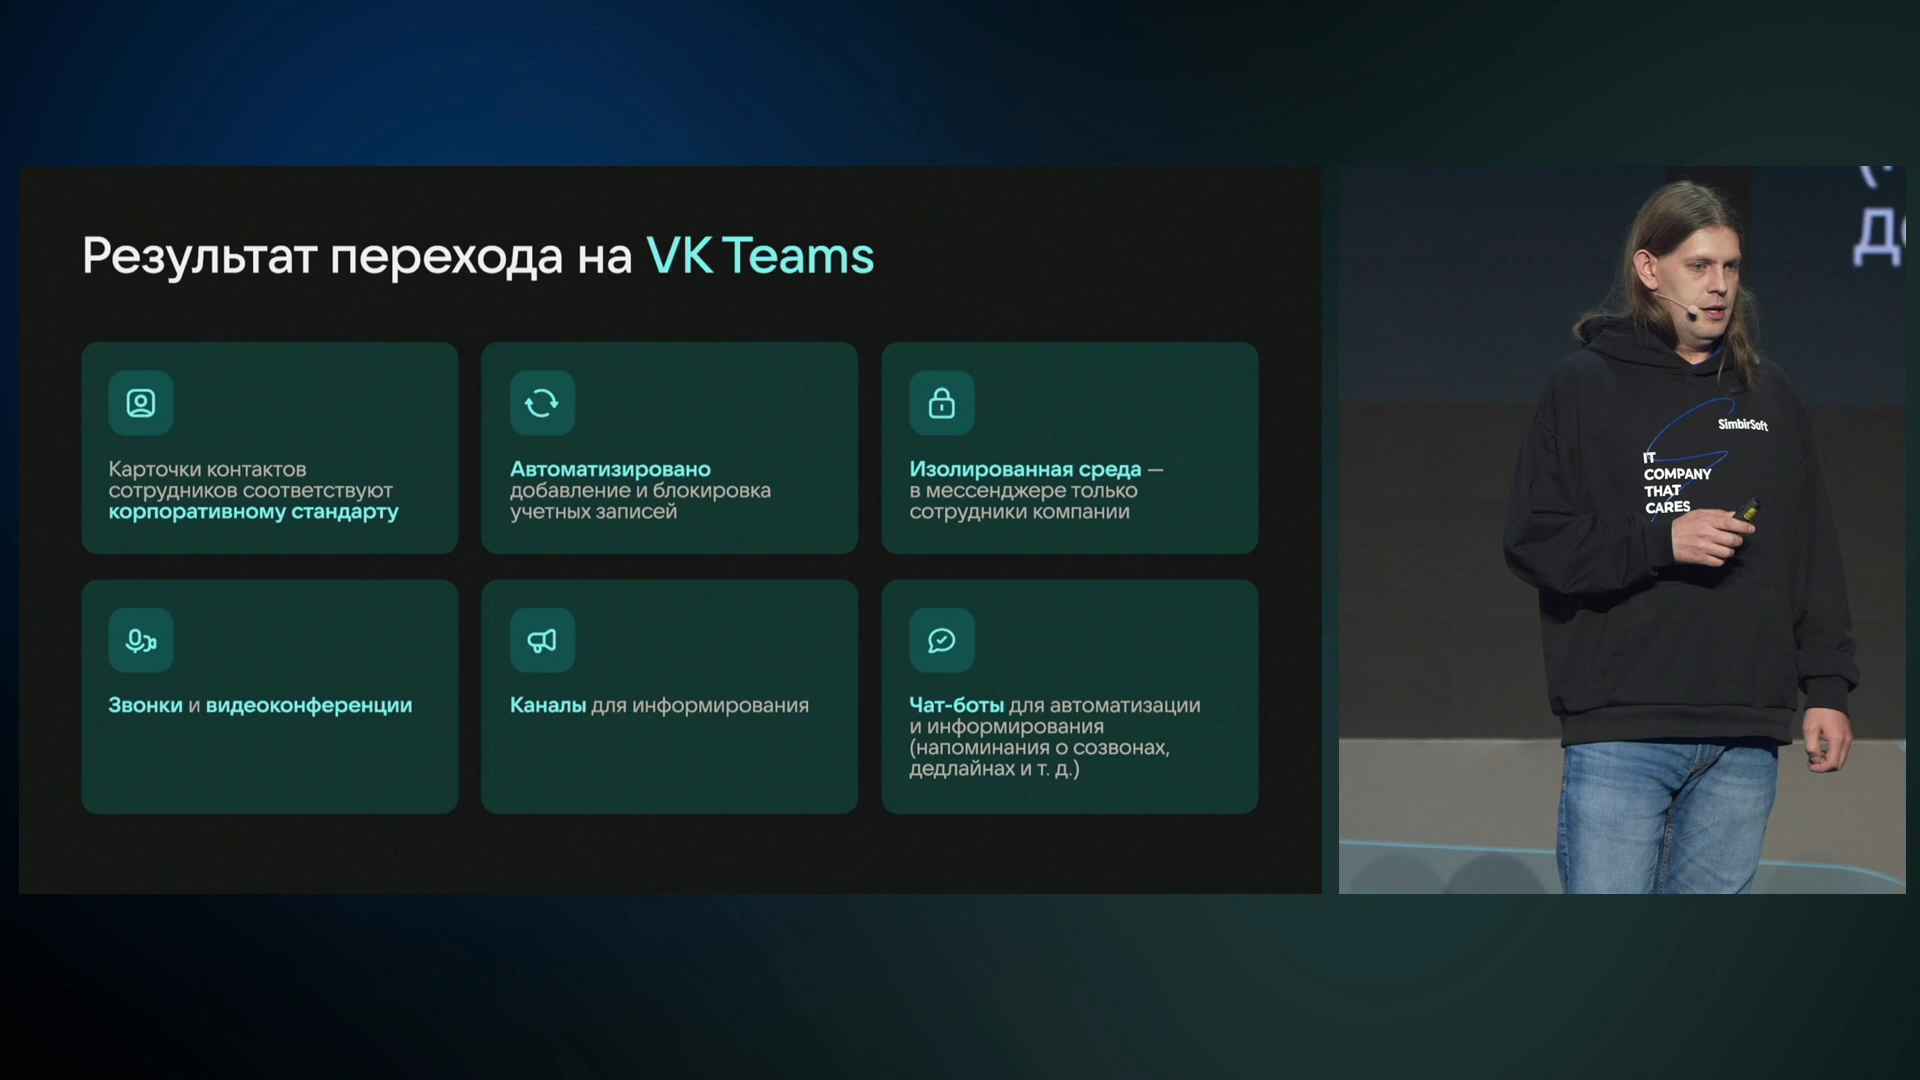 Результат перехода на VK Teams
Карточки контактов
сотрудников соответствуют
корпоративному стандарту
Автоматизировано
добавление и блокировка
учетных записей
Изолированная среда —
в мессенджере только
сотрудники компании
Звонки и видеоконференции
Каналы для информирования
Чат-боты для автоматизации
и информирования
(напоминания о созвонах,
дедлайнах и т. д.)
SimbirSoft
IT
COMPANY
THAT
CARES